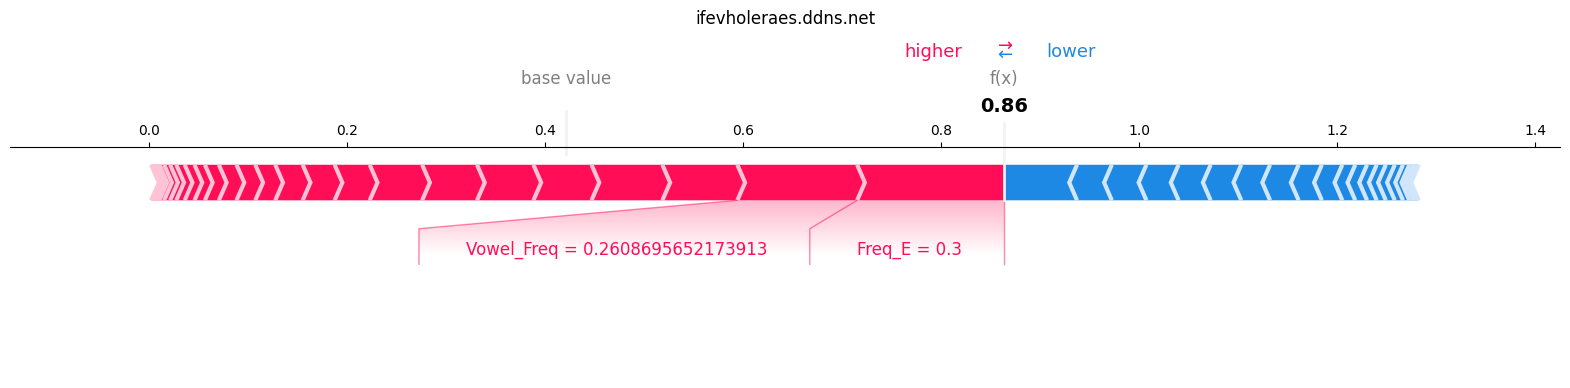 ifevholeraes.ddns.net
higher ⇄ lower
base value f(x)
0.86
0.0 0.2 0.4 0.6 0.8 1.0 1.2 1.4
Vowel_Freq = 0.2608695652173913 Freq_E = 0.3